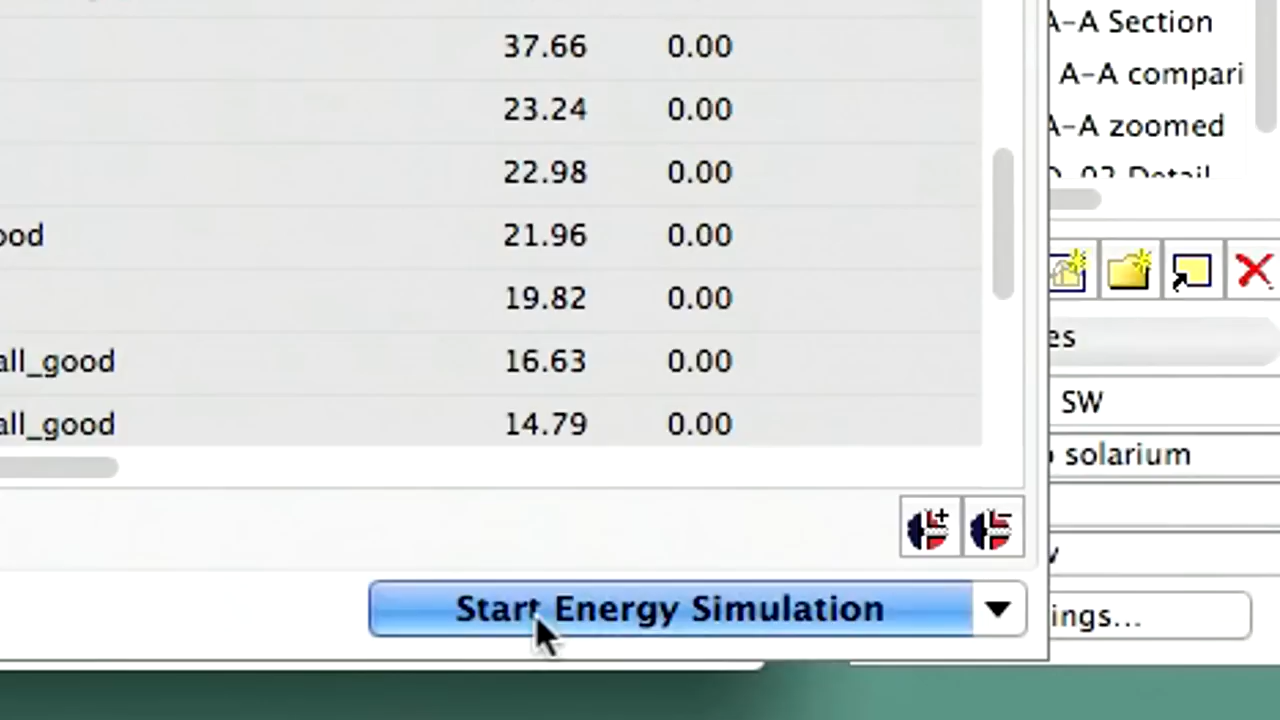 37.66 0.00
23.24 0.00
22.98 0.00
ood 21.96 0.00
19.82 0.00
all_good 16.63 0.00
all_good 14.79 0.00
Start Energy Simulation
A-A Section
A-A compari
A-A zoomed
02 Detail
es
SW
solarium
ings...